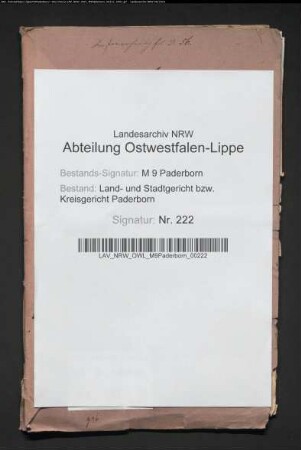 Landesarchiv NRW
Abteilung Ostwestfalen-Lippe
Bestands-Signatur: M 9 Paderborn
Bestand: Land- und Stadtgericht bzw.
Kreisgericht Paderborn
Signatur: Nr. 222
LAV_NRW_OWL_M9Paderborn_00222